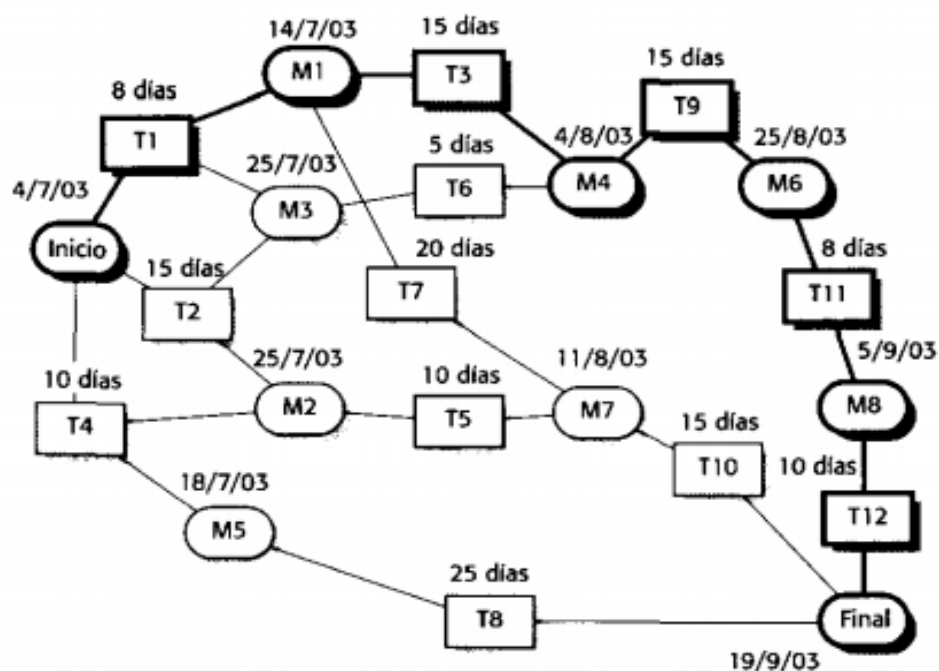 14/7/03
15 días
M1
T3
15 días
8 días
T9
T1
25/7/03
5 días
4/8/03
25/8/03
4/7/03
M3
T6
M4
M6
Inicio
15 días
20 días
8 días
T2
T7
T11
25/7/03
11/8/03
5/9/03
10 días
M2
10 días
M7
M8
T4
T5
15 días
10 días
T10
18/7/03
T12
M5
25 días
T8
Final
19/9/03